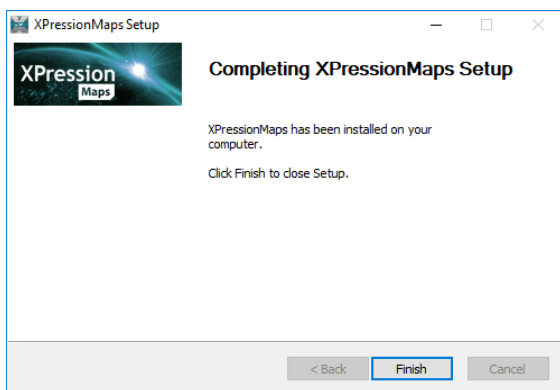 XPressionMaps Setup
XPression
Maps
Completing XPressionMaps Setup
XPressionMaps has been installed on your
computer.
Click Finish to close Setup.
< Back
Finish
Cancel